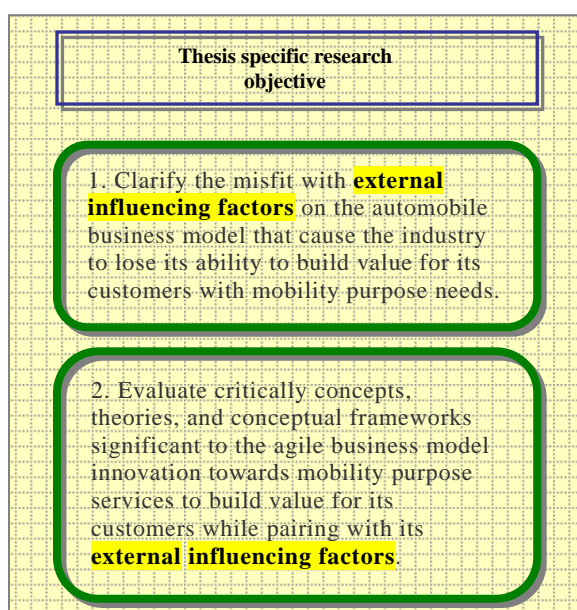 Thesis specific research
objective
1. Clarify the misfit with external
influencing factors on the automobile
business model that cause the industry
to lose its ability to build value for its
customers with mobility purpose needs.
2. Evaluate critically concepts,
theories, and conceptual frameworks
significant to the agile business model
innovation towards mobility purpose
services to build value for its
customers while pairing with its
external influencing factors.